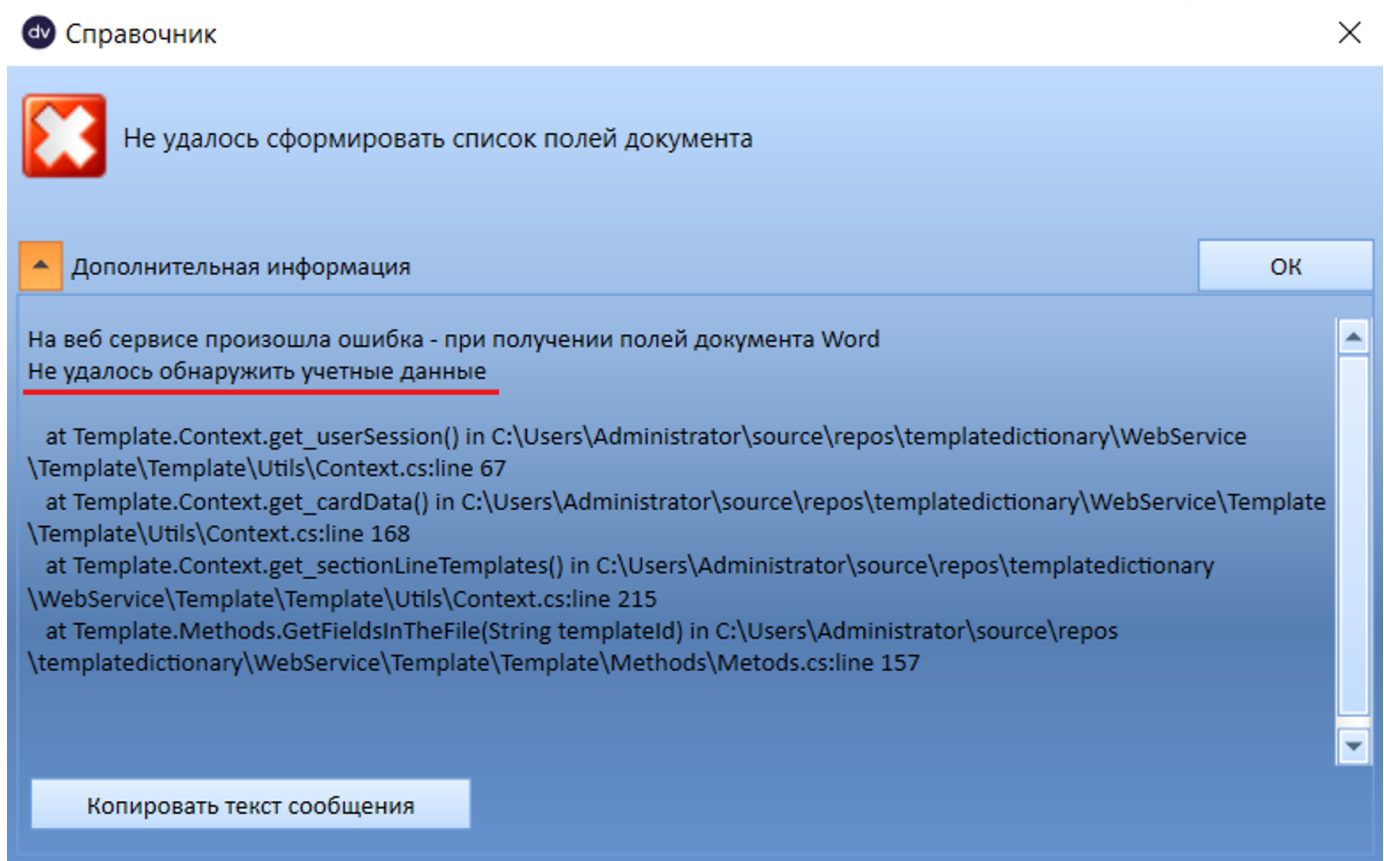 dv Справочник
Не удалось сформировать список полей документа
Дополнительная информация
ОК
На веб сервисе произошла ошибка - при получении полей документа Word
Не удалось обнаружить учетные данные
at Template.Context.get_userSession() in C:\Users\Administrator\source\repos\templatedictionary\WebService
\Template\Template\Utils\Context.cs:line 67
at Template.Context.get_cardData() in C:\Users\Administrator\source\repos\templatedictionary\WebService\Template
\Template\Utils\Context.cs:line 168
at Template.Context.get_sectionLineTemplates() in C:\Users\Administrator\source\repos\templatedictionary
\WebService\Template\Template\Utils\Context.cs:line 215
at Template.Methods.GetFieldsInTheFile(String templateId) in C:\Users\Administrator\source\repos
\templatedictionary\WebService\Template\Template\Methods\Metods.cs:line 157
Копировать текст сообщения